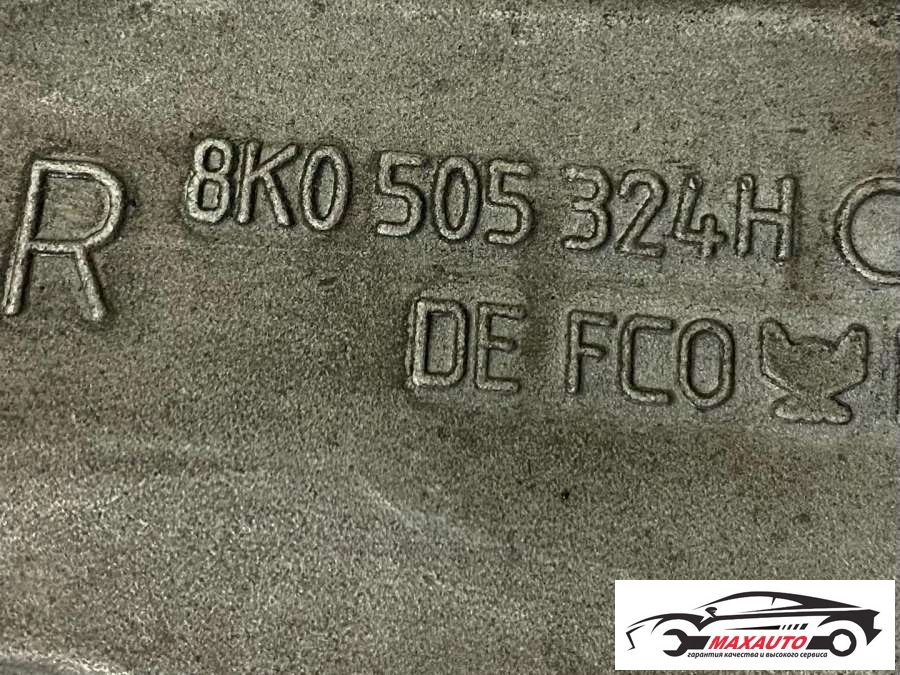 R 8K0 505 324H
DE FCO
MAXAUTO
гарантия качества и высокого сервиса